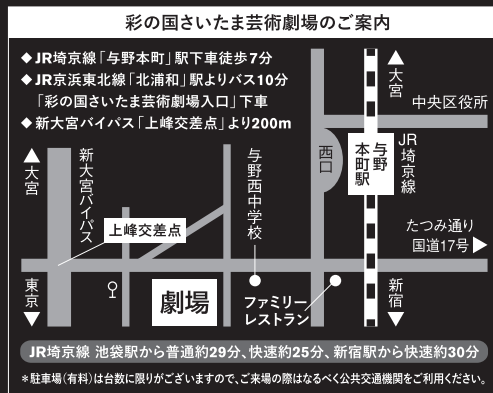 彩の国さいたま芸術劇場のご案内
◆JR埼京線「与野本町」駅下車徒歩7分
◆JR京浜東北線「北浦和」駅よりバス10分
「彩の国さいたま芸術劇場入口」下車
◆新大宮バイパス「上峰交差点」より200m
▲大宮
中央区役所
与野本町駅
JR埼京線
西口
与野西中学校
新大宮バイパス
▲大宮
上峰交差点
たつみ通り
国道17号▶
東京▼
劇場
ファミリー
レストラン
新宿▼
JR埼京線 池袋駅から普通約29分、快速約25分、新宿駅から快速約30分
*駐車場(有料)は台数に限りがございますので、ご来場の際はなるべく公共交通機関をご利用ください。